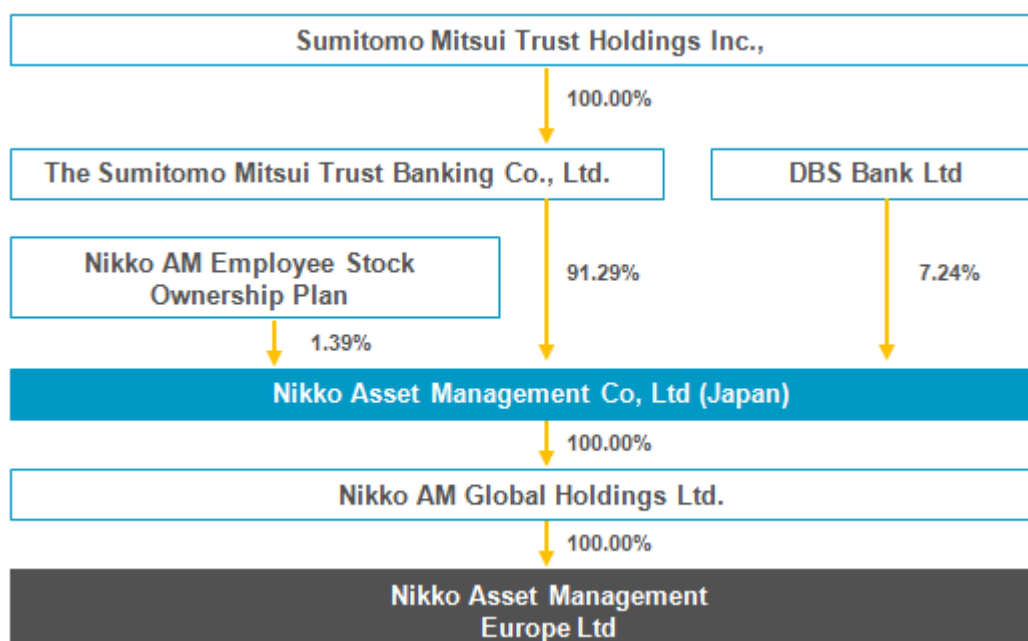 Sumitomo Mitsui Trust Holdings Inc.,
100.00%
The Sumitomo Mitsui Trust Banking Co., Ltd.
DBS Bank Ltd
Nikko AM Employee Stock
Ownership Plan
91.29%
7.24%
1.39%
Nikko Asset Management Co, Ltd (Japan)
100.00%
Nikko AM Global Holdings Ltd.
100.00%
Nikko Asset Management
Europe Ltd